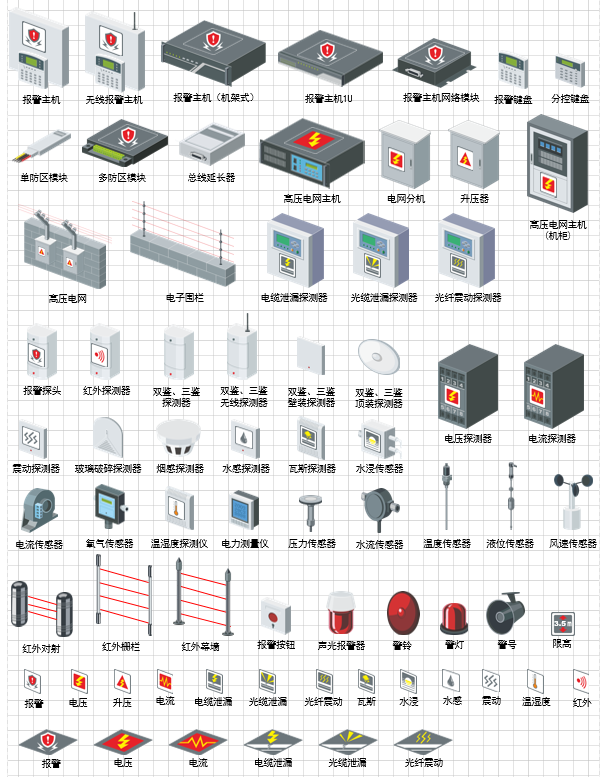 报警主机
无线报警主机
报警主机（机架式）
报警主机1U
报警主机网络模块
报警键盘
分控键盘
单防区模块
多防区模块
总线延长器
高压电网主机
电网分机
升压器
高压电网主机
(机柜)
高压电网
电子围栏
电缆泄漏探测器
光缆泄漏探测器
光纤震动探测器
报警探头
红外探测器
双鉴、三鉴
探测器
双鉴、三鉴
无线探测器
双鉴、三鉴
壁装探测器
双鉴、三鉴
顶装探测器
电压探测器
电流探测器
震动探测器
玻璃破碎探测器
烟感探测器
水感探测器
瓦斯探测器
水浸传感器
电流传感器
氧气传感器
温湿度探测仪
电力测量仪
压力传感器
水流传感器
温度传感器
液位传感器
风速传感器
红外对射
红外栅栏
红外幕墙
报警按钮
声光报警器
警铃
警灯
警号
3.5m
限高
报警
电压
升压
电流
电缆泄漏
光缆泄漏
光纤震动
瓦斯
水浸
水感
震动
温湿度
红外
报警
电压
电流
电缆泄漏
光缆泄漏
光纤震动